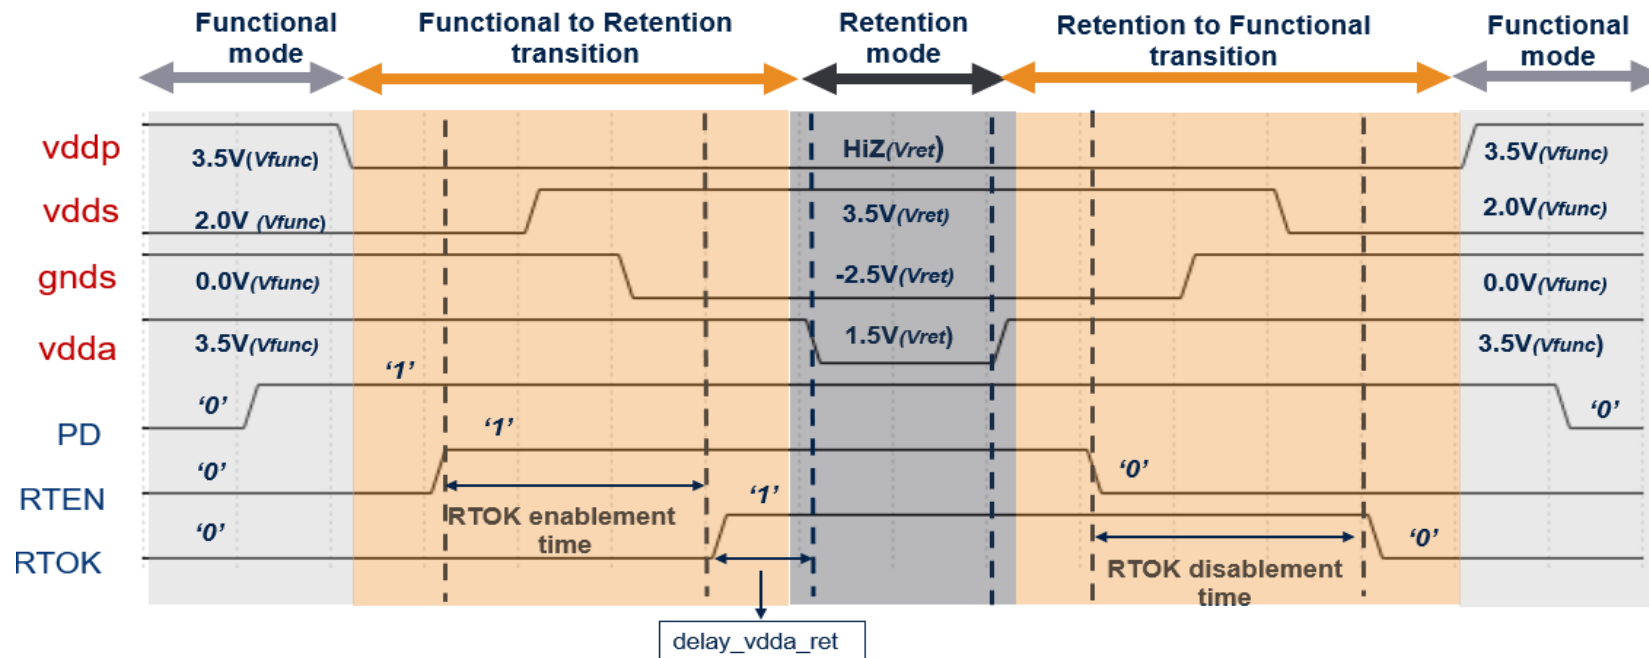 Functional mode
Functional to Retention transition
Retention mode
Retention to Functional transition
Functional mode
vddp
3.5V(Vfunc)
HiZ(Vret)
3.5V(Vfunc)
vdds
2.0V (Vfunc)
3.5V(Vret)
2.0V(Vfunc)
gnds
0.0V(Vfunc)
-2.5V(Vret)
0.0V(Vfunc)
vdda
3.5V(Vfunc)
1.5V(Vret)
3.5V(Vfunc)
PD
‘0’
‘1’
‘0’
RTEN
‘0’
‘1’
‘0’
RTOK enablement
time
RTOK
‘0’
‘1’
‘0’
RTOK disablement
time
delay_vdda_ret